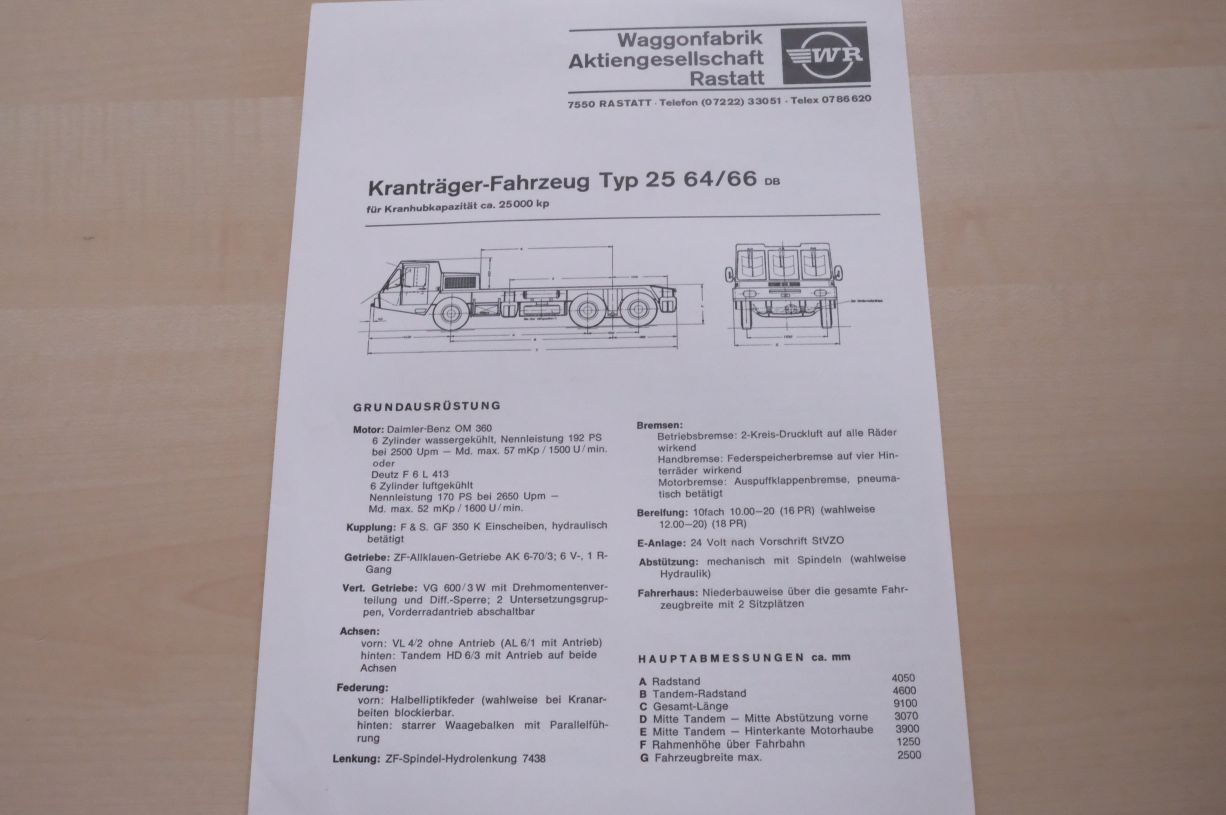 Waggonfabrik
Aktiengesellschaft
Rastatt
WR
7550 RASTATT · Telefon (07222) 33051 · Telex 0786620
Kranträger-Fahrzeug Typ 25 64/66 DB
für Kranhubkapazität ca. 25000 kp
GRUNDAUSRÜSTUNG
Motor: Daimler-Benz OM 360
6 Zylinder wassergekühlt, Nennleistung 192 PS
bei 2500 Upm — Md. max. 57 mKp / 1500 U / min.
oder
Deutz F 6 L 413
6 Zylinder luftgekühlt
Nennleistung 170 PS bei 2650 Upm —
Md. max. 52 mKp / 1600 U / min.
Kupplung: F & S. GF 350 K Einscheiben, hydraulisch
betätigt
Getriebe: ZF-Allklauen-Getriebe AK 6-70/3; 6 V-, 1 R-
Gang
Vert. Getriebe: VG 600/3 W mit Drehmomentenver-
teilung und Diff.-Sperre; 2 Untersetzungsgrup-
pen, Vorderradantrieb abschaltbar
Achsen:
vorn: VL 4/2 ohne Antrieb (AL 6/1 mit Antrieb)
hinten: Tandem HD 6/3 mit Antrieb auf beide
Achsen
Federung:
vorn: Halbelliptikfeder (wahlweise bei Kranar-
beiten blockierbar.
hinten: starrer Waagebalken mit Parallelfüh-
rung
Lenkung: ZF-Spindel-Hydrolenkung 7438
Bremsen:
Betriebsbremse: 2-Kreis-Druckluft auf alle Räder
wirkend
Handbremse: Federspeicherbremse auf vier Hin-
terräder wirkend
Motorbremse: Auspuffklappenbremse, pneuma-
tisch betätigt
Bereifung: 10fach 10.00—20 (16 PR) (wahlweise
12.00—20) (18 PR)
E-Anlage: 24 Volt nach Vorschrift StVZO
Abstützung: mechanisch mit Spindeln (wahlweise
Hydraulik)
Fahrerhaus: Niederbauweise über die gesamte Fahr-
zeugbreite mit 2 Sitzplätzen
HAUPTABMESSUNGEN ca. mm
A Radstand 4050
B Tandem-Radstand 4600
C Gesamt-Länge 9100
D Mitte Tandem — Mitte Abstützung vorne 3070
E Mitte Tandem — Hinterkante Motorhaube 3900
F Rahmenhöhe über Fahrbahn 1250
G Fahrzeugbreite max. 2500